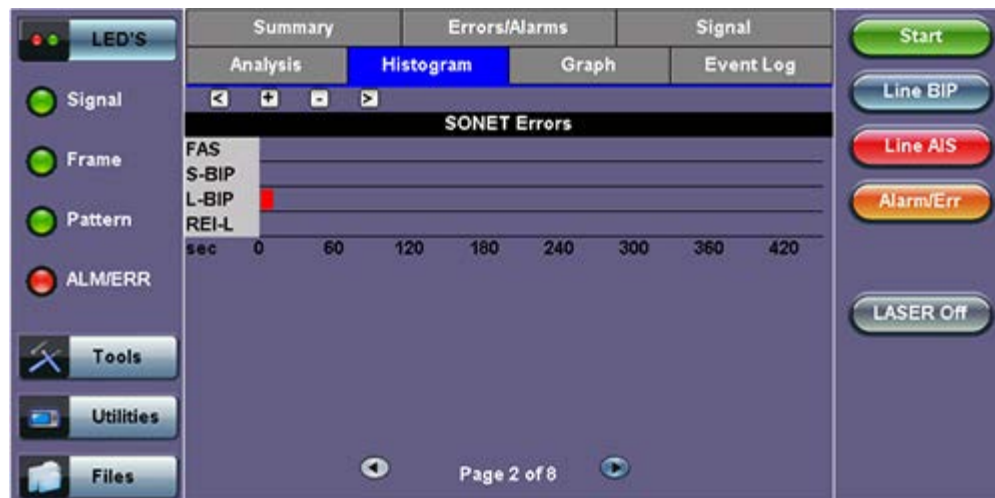 LED'S
Signal
Frame
Pattern
ALM/ERR
Tools
Utilities
Files
Summary Errors/Alarms Signal
Analysis Histogram Graph Event Log
< + - >
SONET Errors
FAS
S-BIP
L-BIP
REI-L
sec 0 60 120 180 240 300 360 420
Page 2 of 8
Start
Line BIP
Line AIS
Alarm/Err
LASER Off